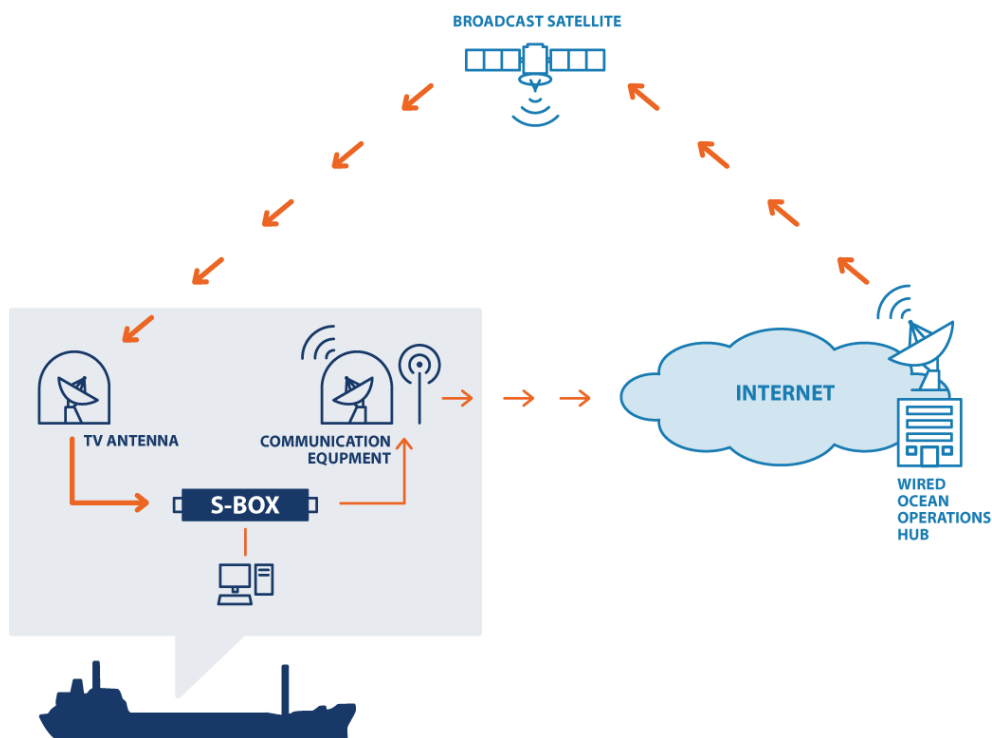 BROADCAST SATELLITE
INTERNET
TV ANTENNA
COMMUNICATION
EQUPMENT
S-BOX
WIRED
OCEAN
OPERATIONS
HUB